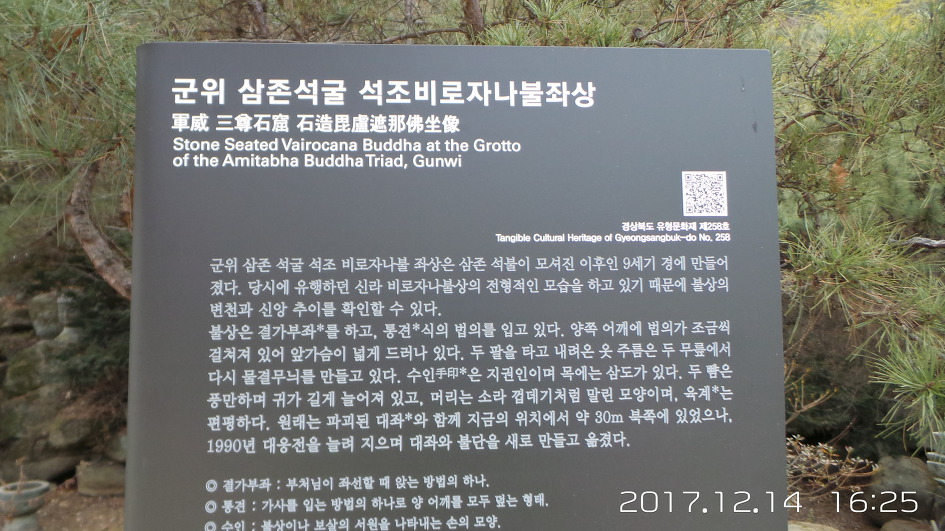 군위 삼존석굴 석조비로자나불좌상
軍威 三尊石窟 石造毘盧遮那佛坐像
Stone Seated Vairocana Buddha at the Grotto
of the Amitabha Buddha Triad, Gunwi
경상북도 유형문화재 제258호
Tangible Cultural Heritage of Gyeongsangbuk-do No, 258
군위 삼존 석굴 석조 비로자나불 좌상은 삼존 석불이 모셔진 이후인 9세기 경에 만들어
졌다. 당시에 유행하던 신라 비로자나불상의 전형적인 모습을 하고 있기 때문에 불상의
변천과 신앙 추이를 확인할 수 있다.
불상은 결가부좌*를 하고, 통견*식의 법의를 입고 있다. 양쪽 어깨에 법의가 조금씩
걸쳐져 있어 앞가슴이 넓게 드러나 있다. 두 팔을 타고 내려온 옷 주름은 두 무릎에서
다시 물결무늬를 만들고 있다. 수인手印*은 지권인이며 목에는 삼도가 있다. 두 뺨은
풍만하며 귀가 길게 늘어져 있고, 머리는 소라 껍데기처럼 말린 모양이며, 육계*는
편평하다. 원래는 파괴된 대좌*와 함께 지금의 위치에서 약 30m 북쪽에 있었으나,
1990년 대웅전을 늘려 지으며 대좌와 불단을 새로 만들고 옮겼다.
◎ 결가부좌 : 부처님이 좌선할 때 앉는 방법의 하나.
◎ 통견 : 가사를 입는 방법의 하나로 양 어깨를 모두 덮는 형태.
◎ 수인 : 불상이나 보살의 서원을 나타내는 손의 모양.
2017.12.14 16:25